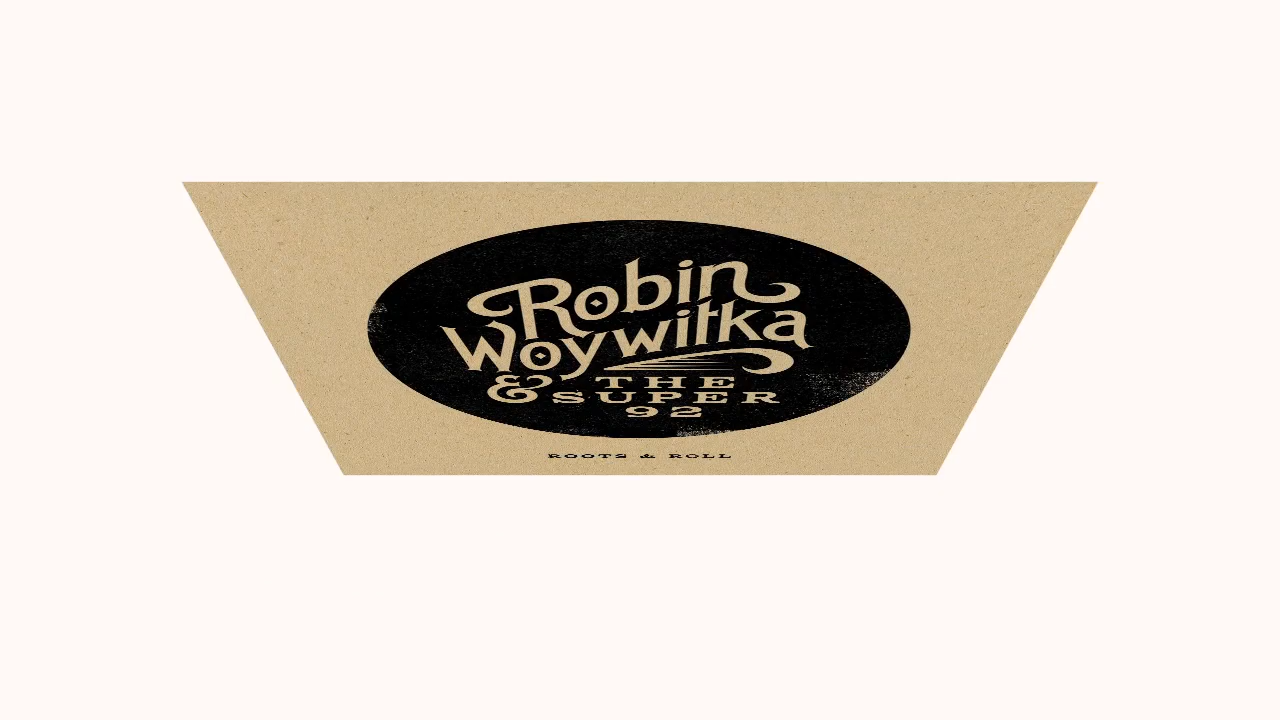 Robin
Woywitka
& THE
SUPER
92
ROOTS & ROLL